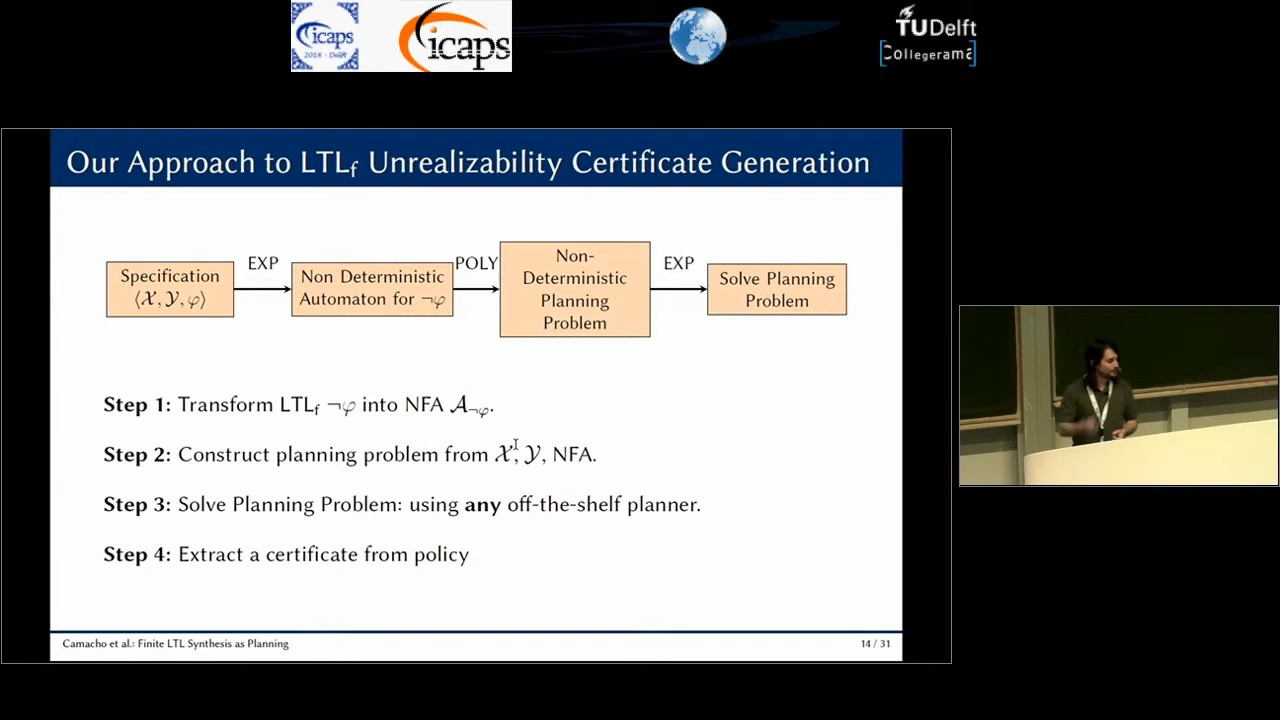 icaps
2018 - Delft
icaps
TUDelft
Collegerama
Our Approach to LTLf Unrealizability Certificate Generation
Specification
⟨𝒳, 𝒴, φ⟩
EXP
Non Deterministic
Automaton for ¬φ
POLY
Non-
Deterministic
Planning
Problem
EXP
Solve Planning
Problem
Step 1: Transform LTLf ¬φ into NFA 𝒜¬φ.
Step 2: Construct planning problem from 𝒳, 𝒴, NFA.
Step 3: Solve Planning Problem: using any off-the-shelf planner.
Step 4: Extract a certificate from policy
Camacho et al.: Finite LTL Synthesis as Planning
14 / 31